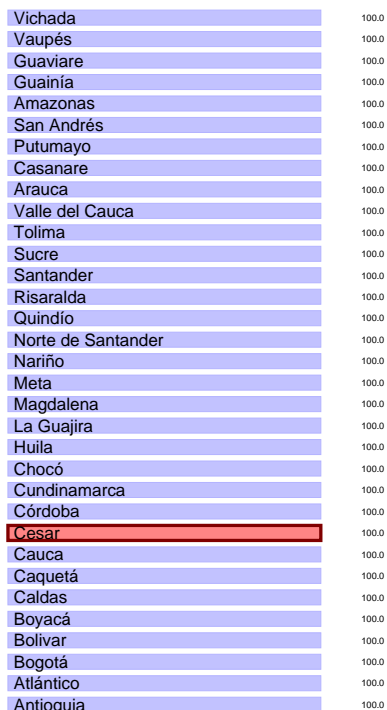 Vichada 100.0
Vaupés 100.0
Guaviare 100.0
Guainía 100.0
Amazonas 100.0
San Andrés 100.0
Putumayo 100.0
Casanare 100.0
Arauca 100.0
Valle del Cauca 100.0
Tolima 100.0
Sucre 100.0
Santander 100.0
Risaralda 100.0
Quindío 100.0
Norte de Santander 100.0
Nariño 100.0
Meta 100.0
Magdalena 100.0
La Guajira 100.0
Huila 100.0
Chocó 100.0
Cundinamarca 100.0
Córdoba 100.0
Cesar 100.0
Cauca 100.0
Caquetá 100.0
Caldas 100.0
Boyacá 100.0
Bolivar 100.0
Bogotá 100.0
Atlántico 100.0
Antioquia 100.0